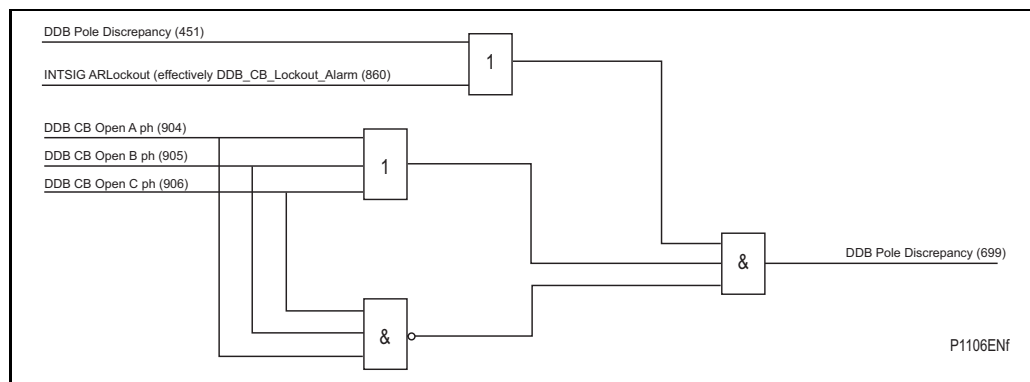 DDB Pole Discrepancy (451)
1
INTSIG ARLockout (effectively DDB_CB_Lockout_Alarm (860)
DDB CB Open A ph (904)
DDB CB Open B ph (905)
1
DDB CB Open C ph (906)
&
DDB Pole Discrepancy (699)
&
P1106ENf